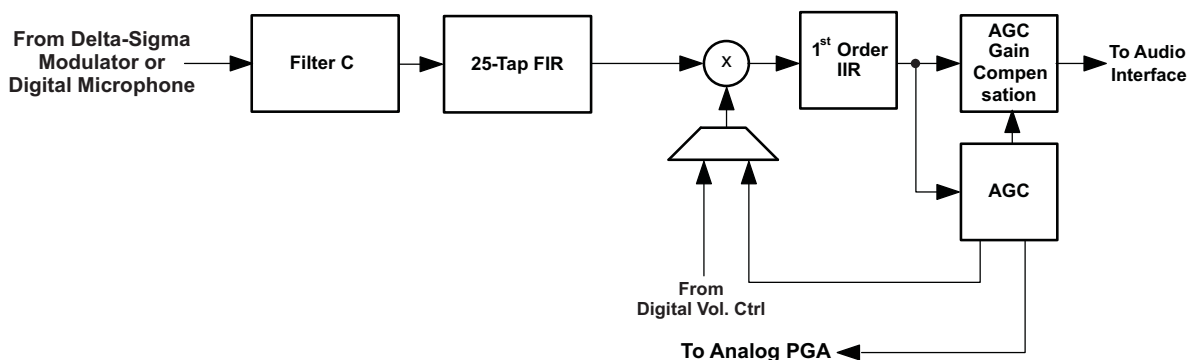 From Delta-Sigma
Modulator or
Digital Microphone
Filter C
25-Tap FIR
x
1st Order
IIR
AGC
Gain
Compen
sation
To Audio
Interface
AGC
From
Digital Vol. Ctrl
To Analog PGA